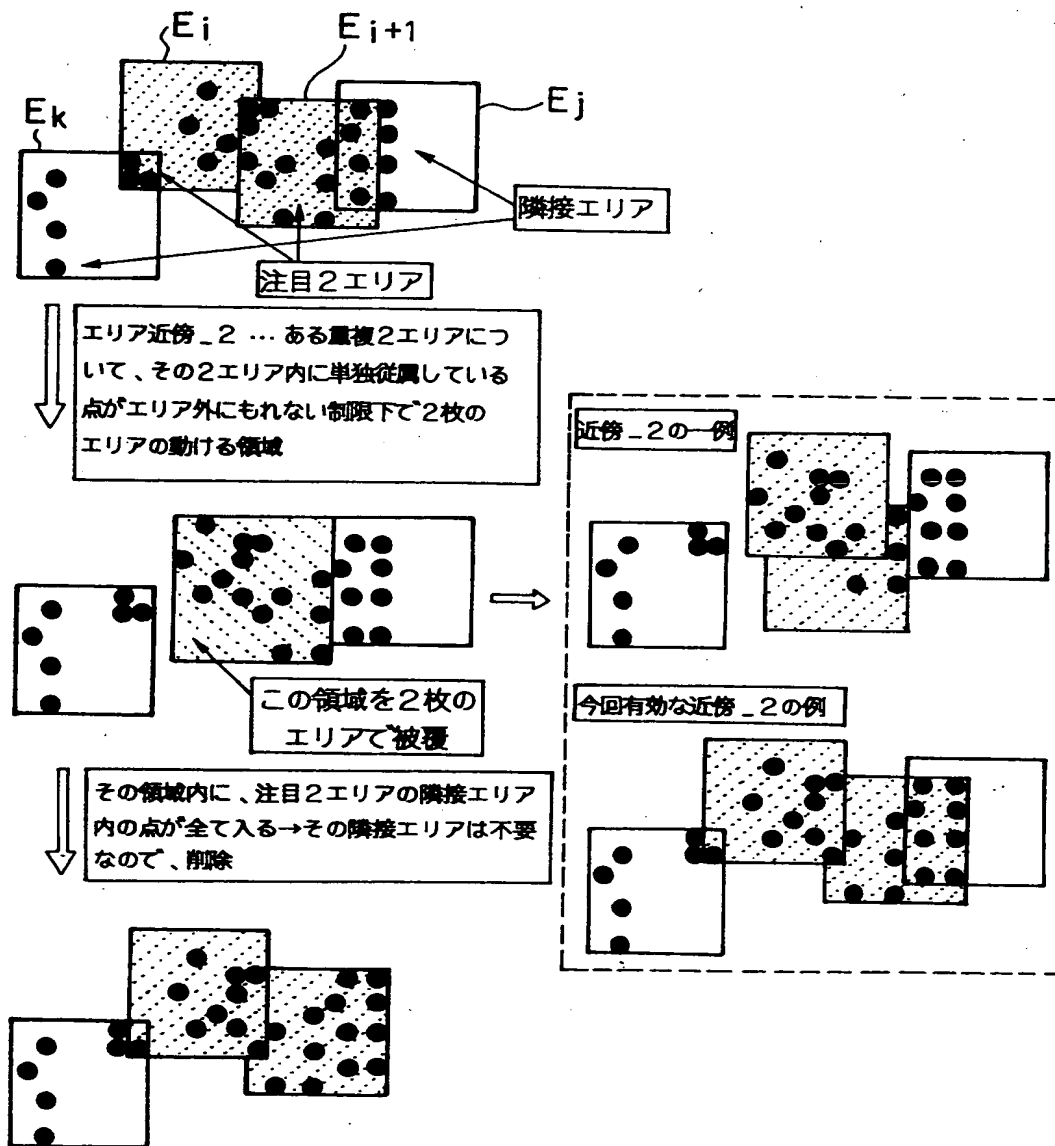 Ei
Ei+1
Ek
Ej
隣接エリア
注目2エリア
エリア近傍_2 … ある重複2エリアにつ
いて、その2エリア内に単独従属している
点がエリア外にもれない制限下で2枚の
エリアの動ける領域
近傍_2の一例
この領域を2枚の
エリアで被覆
今回有効な近傍_2の例
その領域内に、注目2エリアの隣接エリア
内の点が全て入る→その隣接エリアは不要
なので、削除